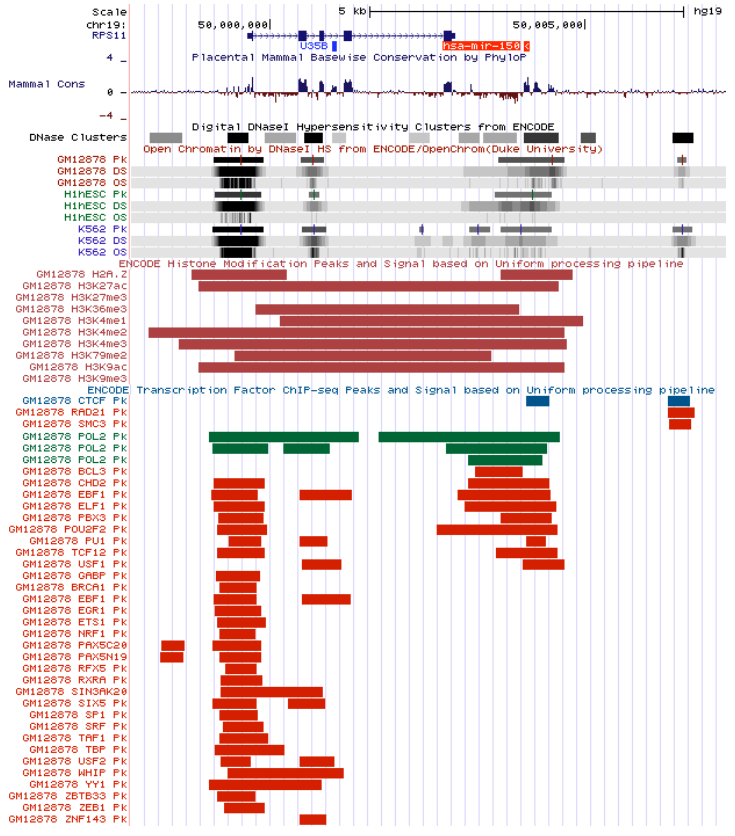 Scale 5 kb hg19
chr19: 50,000,000 50,005,000
RPS11
U35B hsa-mir-150
Placental Mammal Basewise Conservation by PhyloP
4 _
Mammal Cons 0 _
-4 _
Digital DNaseI Hypersensitivity Clusters from ENCODE
DNase Clusters
Open Chromatin by DNaseI HS from ENCODE/OpenChrom(Duke University)
GM12878 Pk
GM12878 DS
GM12878 OS
H1hESC Pk
H1hESC DS
H1hESC OS
K562 Pk
K562 DS
K562 OS
ENCODE Histone Modification Peaks and Signal based on Uniform processing pipeline
GM12878 H2A.Z
GM12878 H3K27ac
GM12878 H3K27me3
GM12878 H3K36me3
GM12878 H3K4me1
GM12878 H3K4me2
GM12878 H3K4me3
GM12878 H3K79me2
GM12878 H3K9ac
GM12878 H3K9me3
ENCODE Transcription Factor ChIP-seq Peaks and Signal based on Uniform processing pipeline
GM12878 CTCF Pk
GM12878 RAD21 Pk
GM12878 SMC3 Pk
GM12878 POL2 Pk
GM12878 POL2 Pk
GM12878 POL2 Pk
GM12878 BCL3 Pk
GM12878 CHD2 Pk
GM12878 EBF1 Pk
GM12878 ELF1 Pk
GM12878 PBX3 Pk
GM12878 POU2F2 Pk
GM12878 PU1 Pk
GM12878 TCF12 Pk
GM12878 USF1 Pk
GM12878 GABP Pk
GM12878 BRCA1 Pk
GM12878 EBF1 Pk
GM12878 EGR1 Pk
GM12878 ETS1 Pk
GM12878 NRF1 Pk
GM12878 PAX5C20 Pk
GM12878 PAX5N19 Pk
GM12878 RFX5 Pk
GM12878 RXRA Pk
GM12878 SIN3AK20 Pk
GM12878 SIX5 Pk
GM12878 SP1 Pk
GM12878 SRF Pk
GM12878 TAF1 Pk
GM12878 TBP Pk
GM12878 USF2 Pk
GM12878 WHIP Pk
GM12878 YY1 Pk
GM12878 ZBTB33 Pk
GM12878 ZEB1 Pk
GM12878 ZNF143 Pk